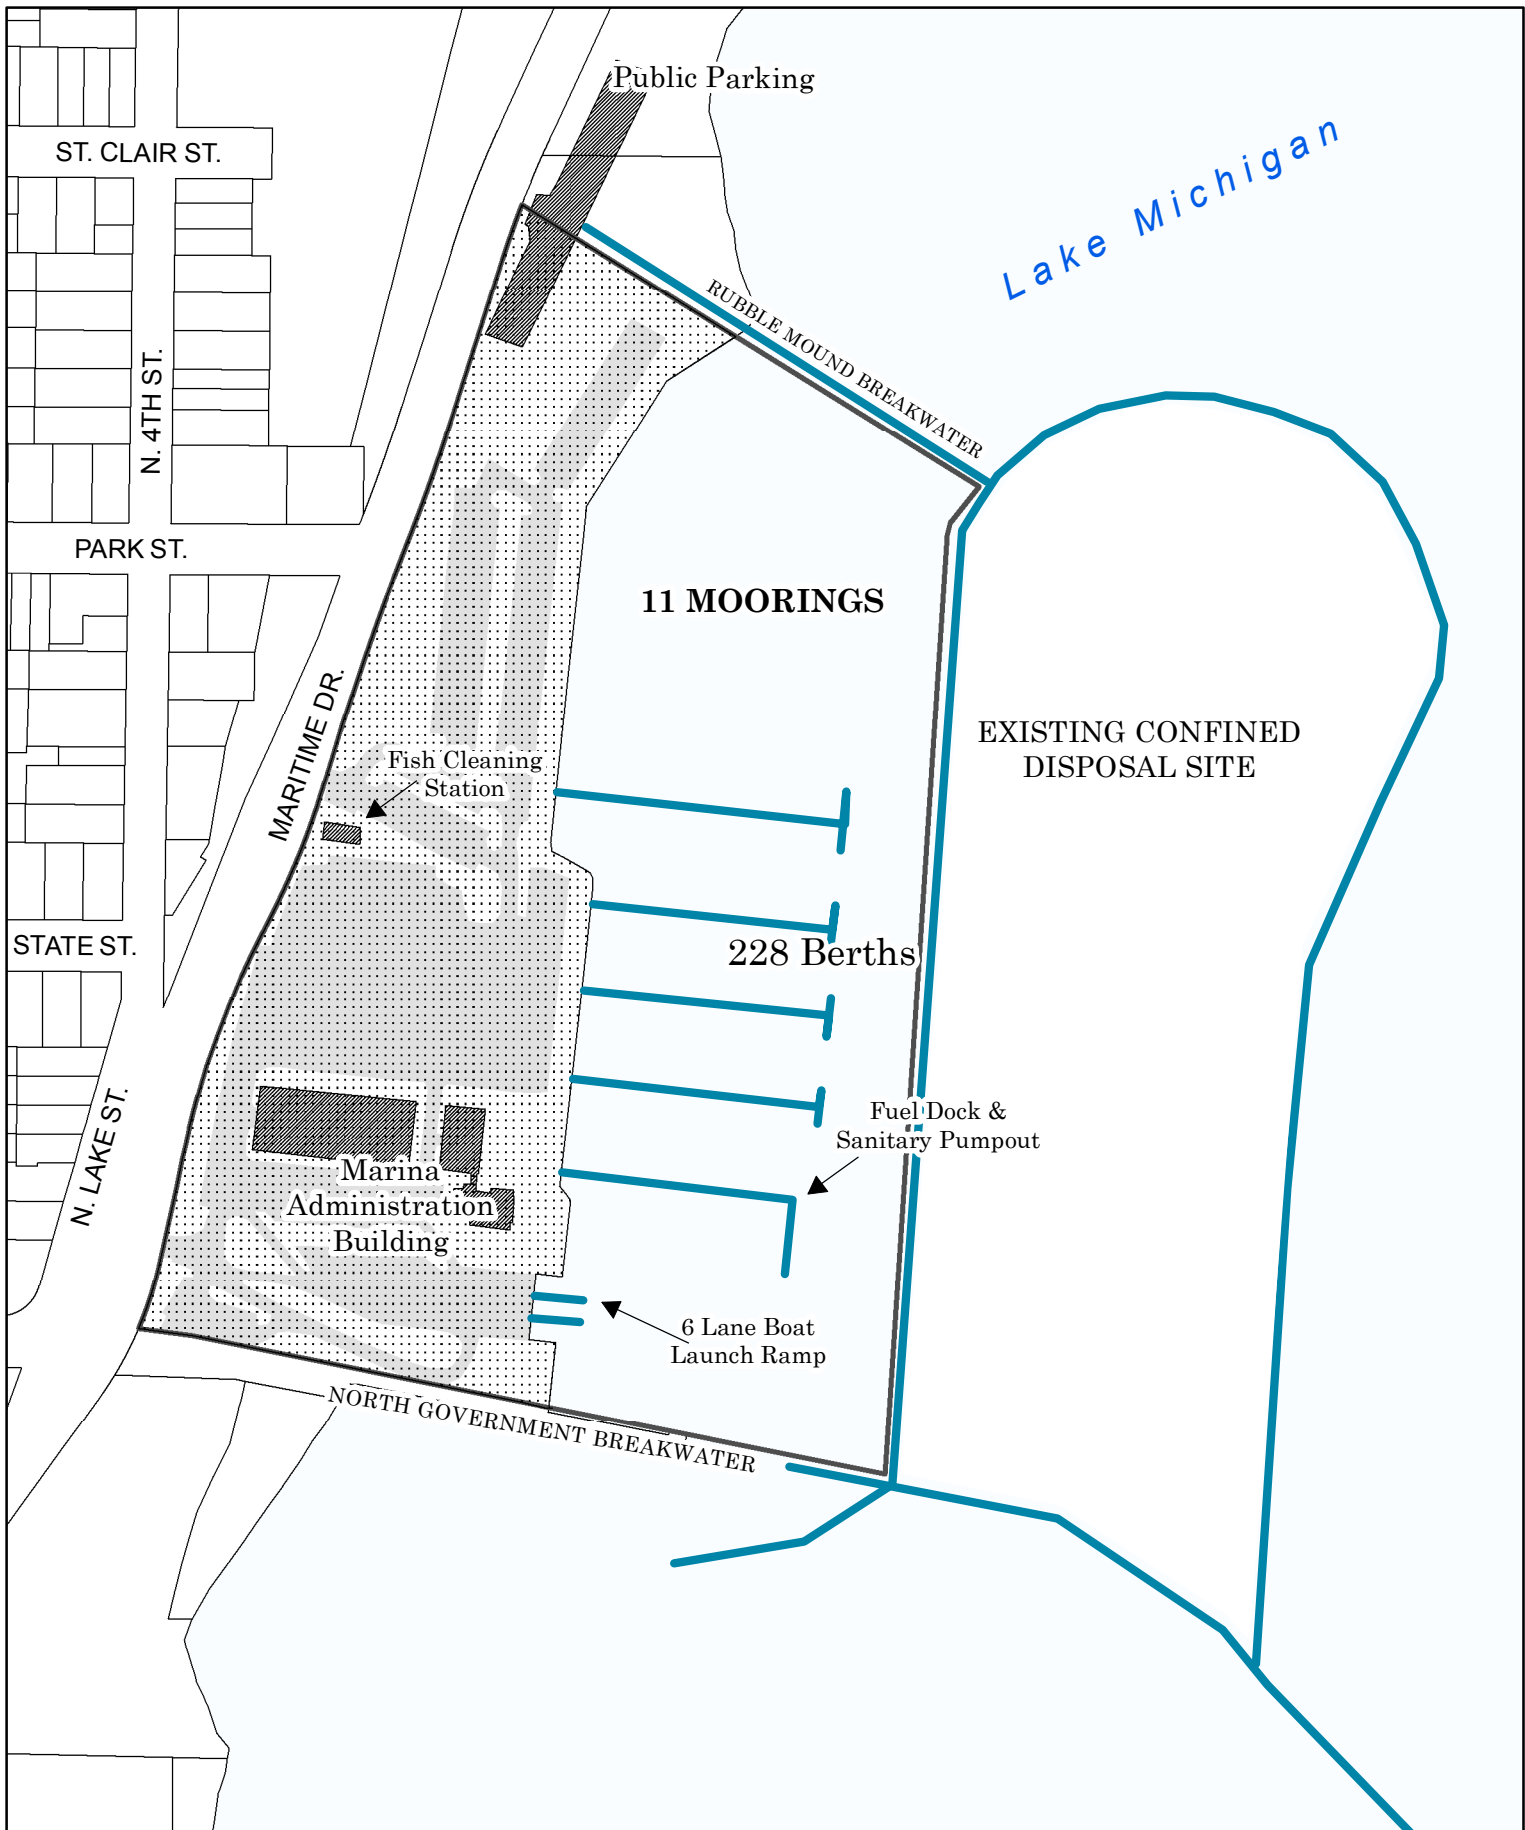 Public Parking
ST. CLAIR ST.
Lake Michigan
RUBBLE MOUND BREAKWATER
N. 4TH ST.
PARK ST.
11 MOORINGS
MARITIME DR.
EXISTING CONFINED
DISPOSAL SITE
Fish Cleaning
Station
STATE ST.
228 Berths
Fuel Dock &
Sanitary Pumpout
N. LAKE ST.
Marina
Administration
Building
6 Lane Boat
Launch Ramp
NORTH GOVERNMENT BREAKWATER